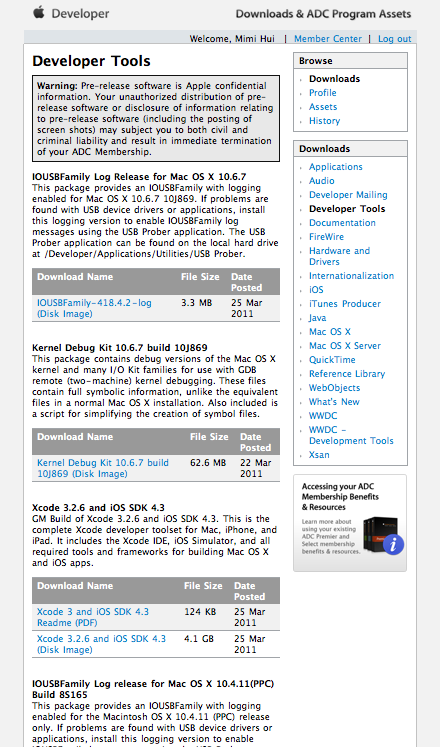 Developer
Downloads & ADC Program Assets
Welcome, Mimi Hui | Member Center | Log out
Developer Tools
Warning: Pre-release software is Apple confidential
information. Your unauthorized distribution of pre-
release software or disclosure of information relating
to pre-release software (including the posting of
screen shots) may subject you to both civil and
criminal liability and result in immediate termination
of your ADC Membership.
IOUSBFamily Log Release for Mac OS X 10.6.7
This package provides an IOUSBFamily with logging
enabled for Mac OS X 10.6.7 10J869. If problems are
found with USB device drivers or applications, install
this logging version to enable IOUSBFamily log
messages using the USB Prober application. The USB
Prober application can be found on the local hard drive
at /Developer/Applications/Utilities/USB Prober.
Download Name File Size Date
Posted
IOUSBFamily-418.4.2-log 3.3 MB 25 Mar
(Disk Image) 2011
Kernel Debug Kit 10.6.7 build 10J869
This package contains debug versions of the Mac OS X
kernel and many I/O Kit families for use with GDB
remote (two-machine) kernel debugging. These files
contain full symbolic information, unlike the equivalent
files in a normal Mac OS X installation. Also included is
a script for simplifying the creation of symbol files.
Download Name File Size Date
Posted
Kernel Debug Kit 10.6.7 build 62.6 MB 22 Mar
10J869 (Disk Image) 2011
Xcode 3.2.6 and iOS SDK 4.3
GM Build of Xcode 3.2.6 and iOS SDK 4.3. This is the
complete Xcode developer toolset for Mac, iPhone, and
iPad. It includes the Xcode IDE, iOS Simulator, and all
required tools and frameworks for building Mac OS X
and iOS apps.
Download Name File Size Date
Posted
Xcode 3 and iOS SDK 4.3 124 KB 25 Mar
Readme (PDF) 2011
Xcode 3.2.6 and iOS SDK 4.3 4.1 GB 25 Mar
(Disk Image) 2011
IOUSBFamily Log release for Mac OS X 10.4.11(PPC)
Build 8S165
This package provides an IOUSBFamily with logging
enabled for the Macintosh OS X 10.4.11 (PPC) release
only. If problems are found with USB device drivers or
applications, install this logging version to enable
Browse
Downloads
Profile
Assets
History
Downloads
Applications
Audio
Developer Mailing
Developer Tools
Documentation
FireWire
Hardware and
Drivers
Internationalization
iOS
iTunes Producer
Java
Mac OS X
Mac OS X Server
QuickTime
Reference Library
WebObjects
What's New
WWDC
WWDC -
Development Tools
Xsan
Accessing your ADC
Membership Benefits
& Resources
Learn more about
using your existing
ADC Premier and
Select membership
benefits & resources.